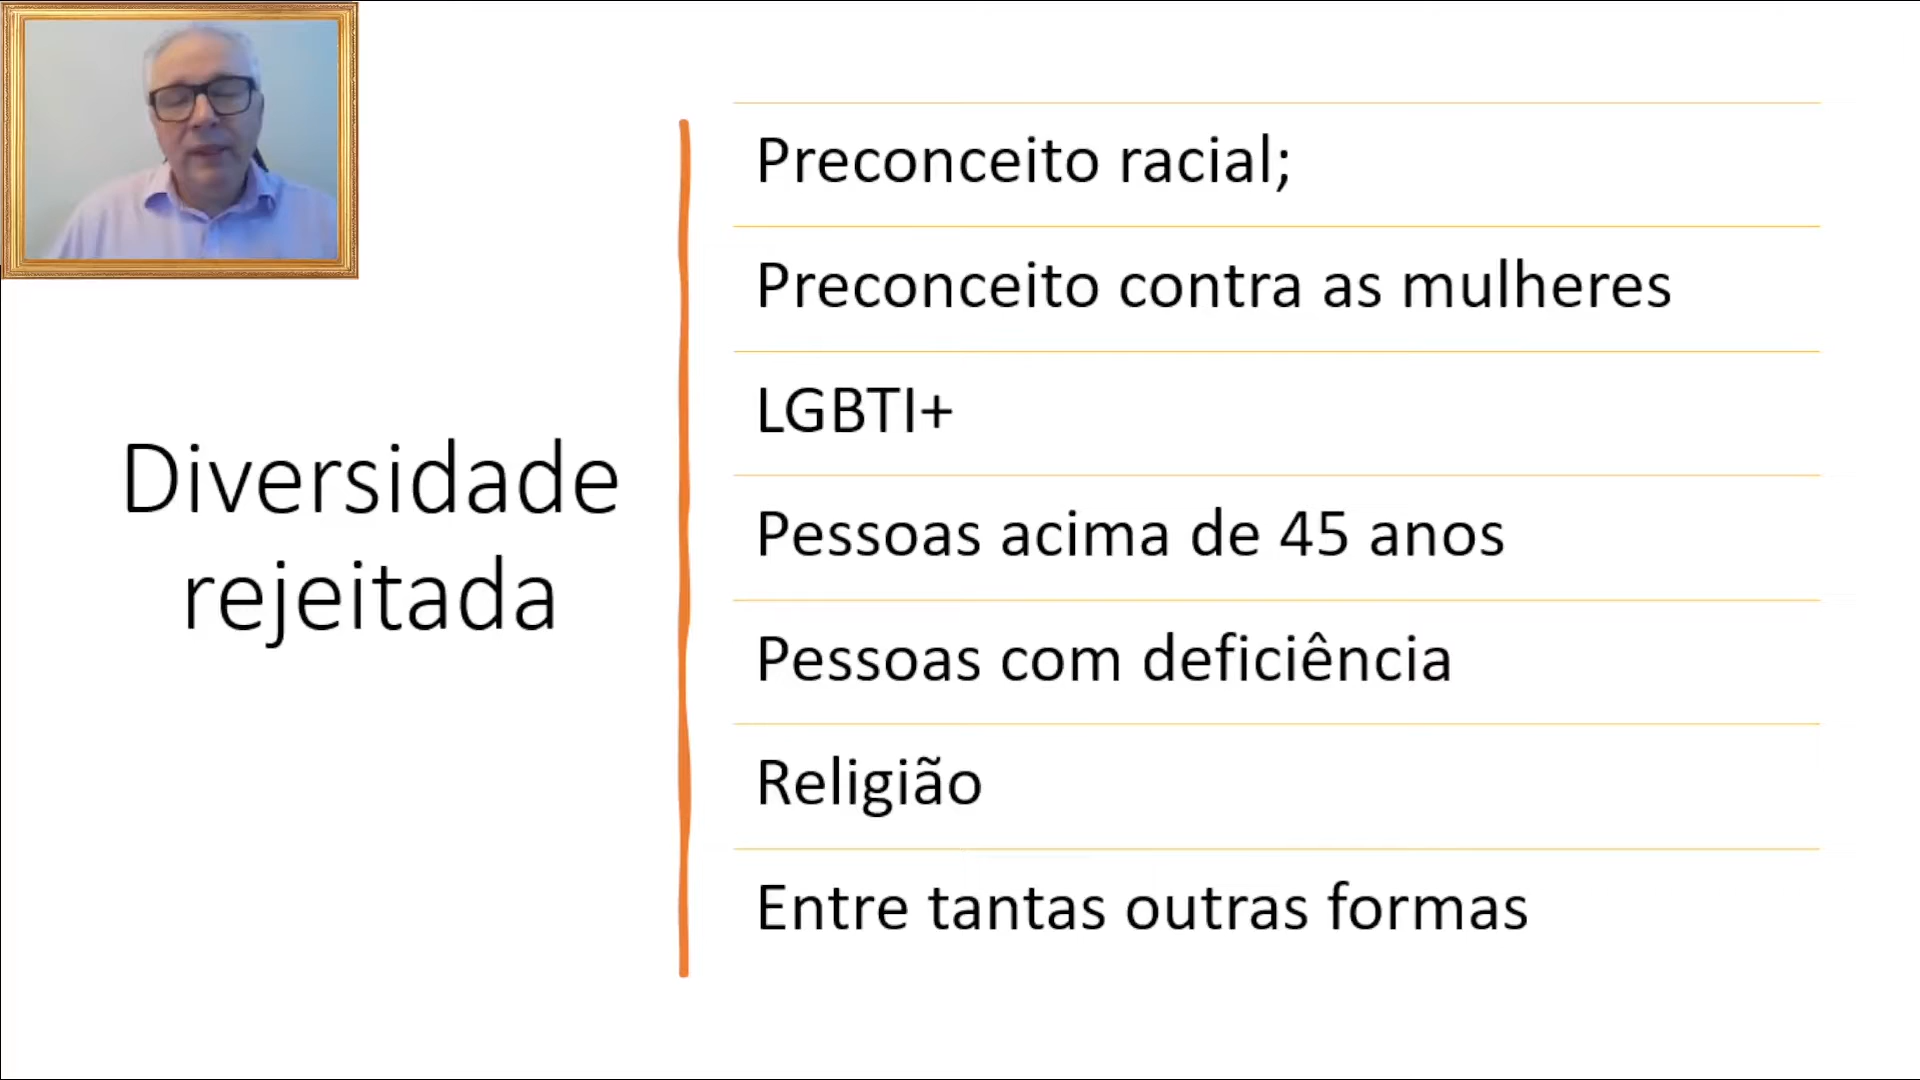 Diversidade
rejeitada
Preconceito racial;
Preconceito contra as mulheres
LGBTI+
Pessoas acima de 45 anos
Pessoas com deficiência
Religião
Entre tantas outras formas